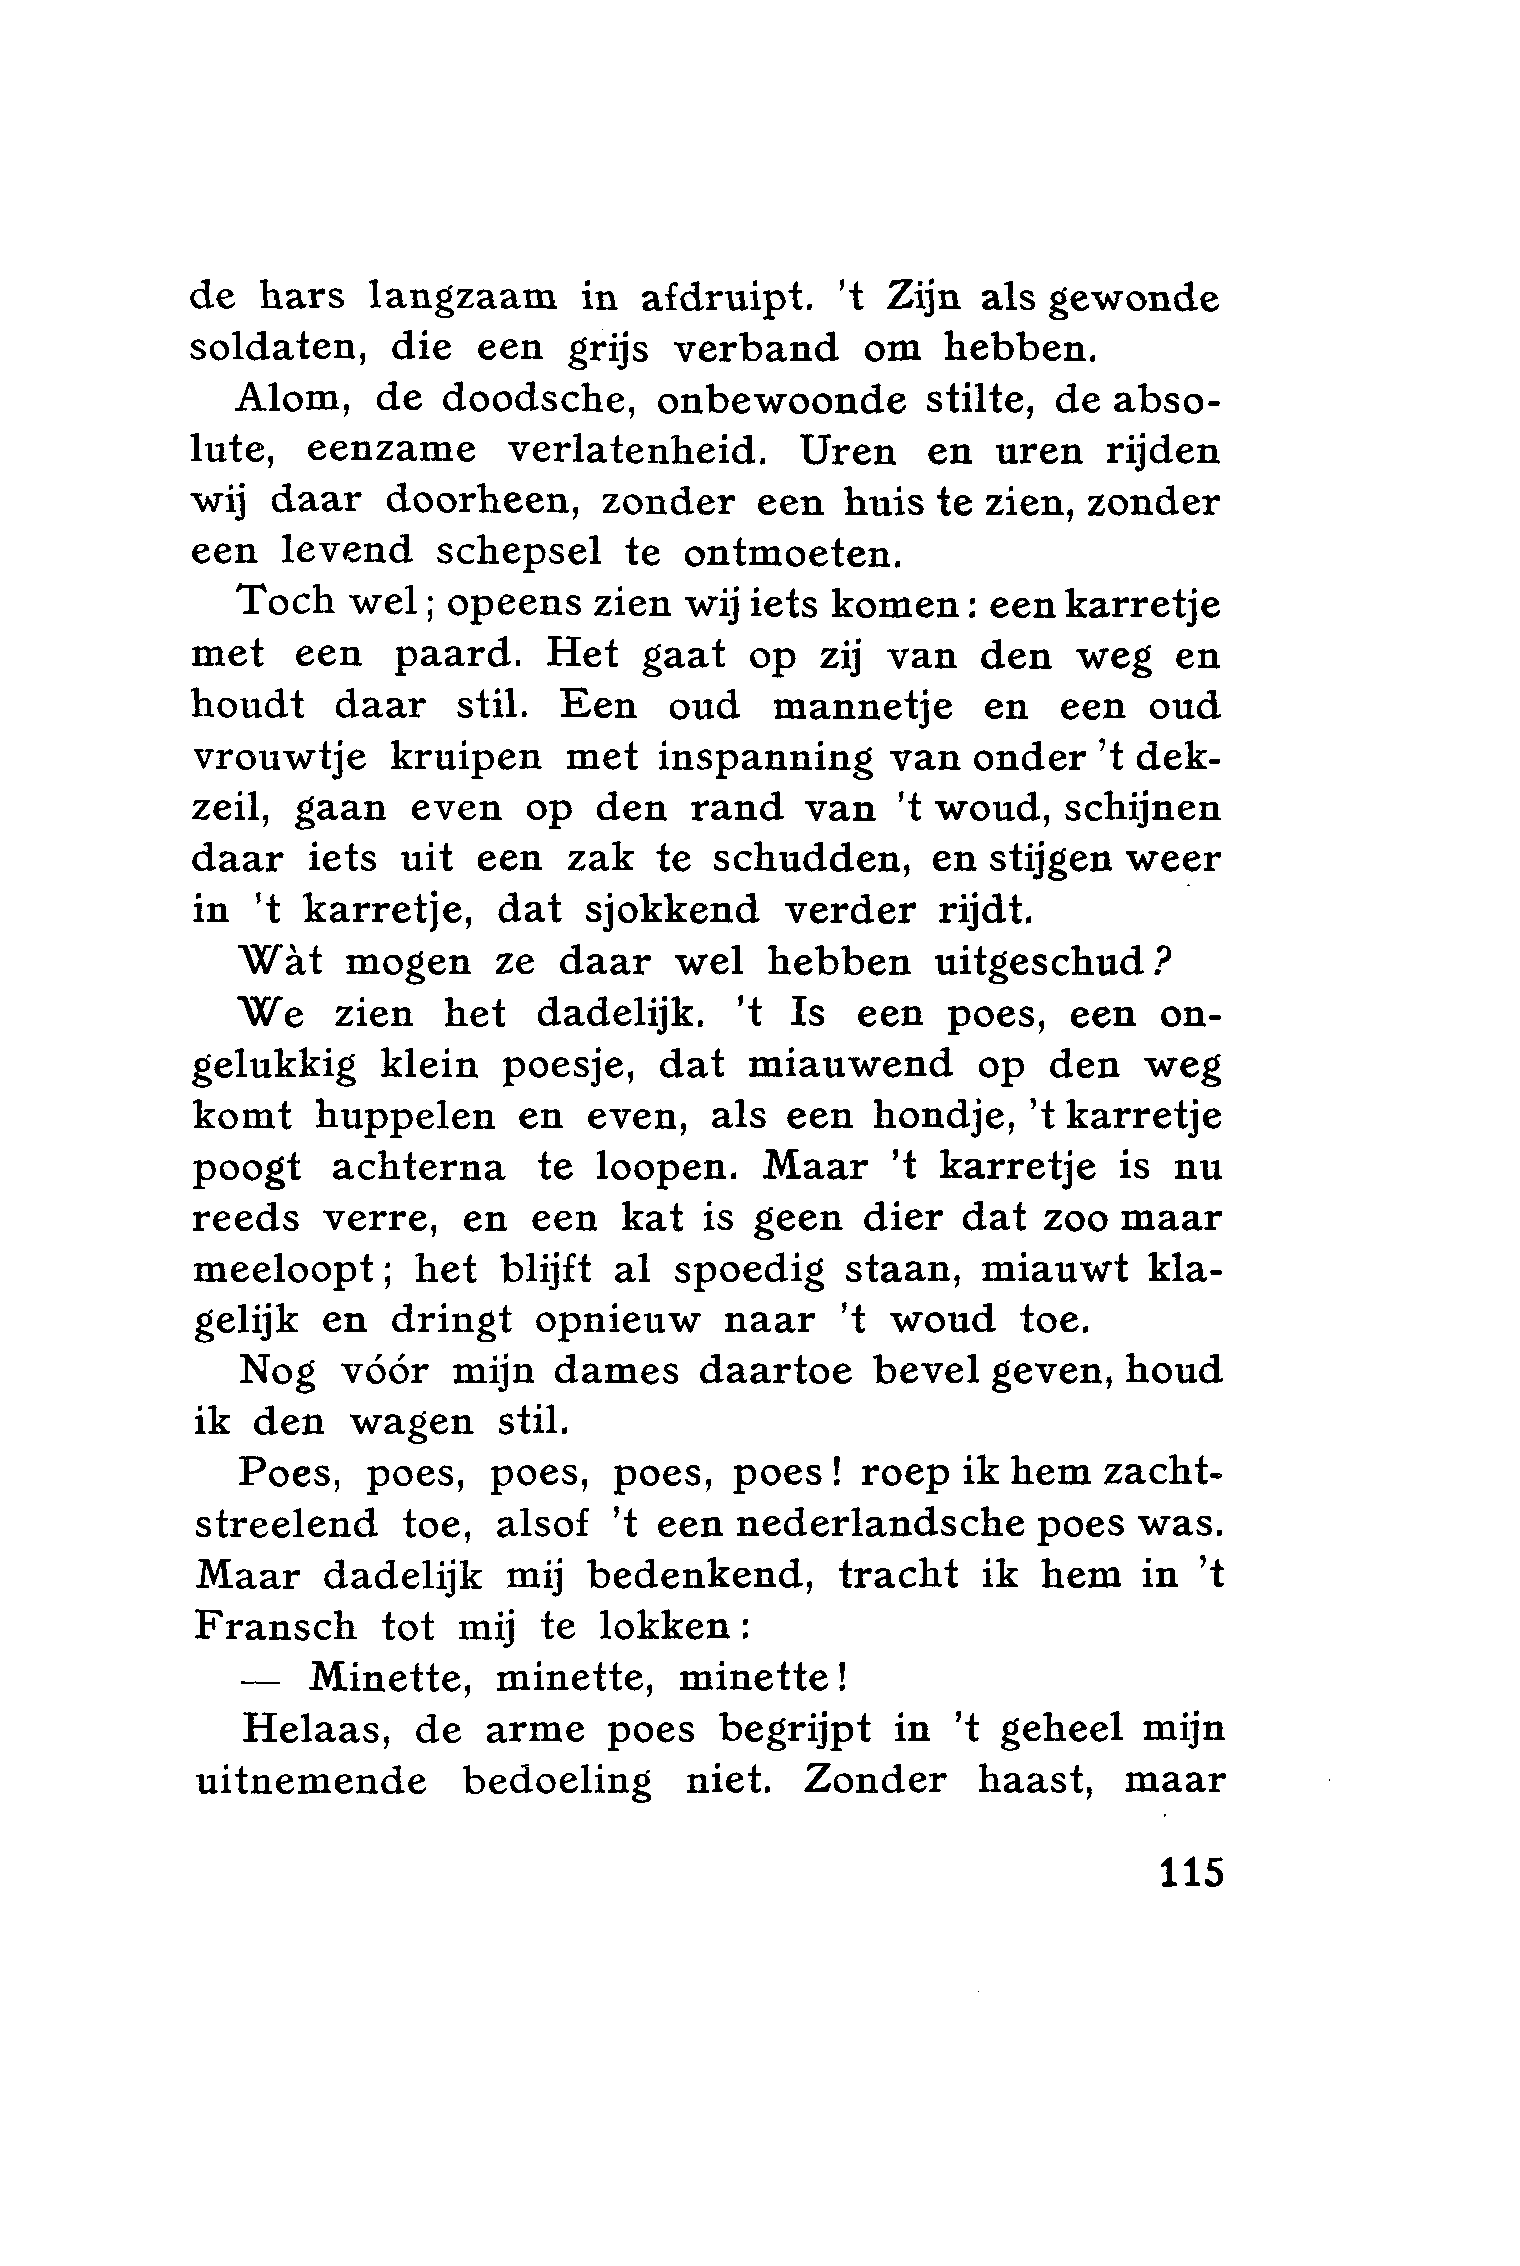 de hars langzaam in afdruipt. 't Zijn als gewonde
soldaten, die een grijs verband om hebben.
Alom, de doodsche, onbewoonde stilte, de abso-
lute, eenzame verlatenheid. Uren en uren rijden
wij daar doorheen, zonder een huis te zien, zonder
een levend schepsel te ontmoeten.
Toch wel; opeens zien wij iets komen: een karretje
met een paard. Het gaat op zij van den weg en
houdt daar stil. Een oud mannetje en een oud
vrouwtje kruipen met inspanning van onder 't dek-
zeil, gaan even op den rand van 't woud, schijnen
daar iets uit een zak te schudden, en stijgen weer
in 't karretje, dat sjokkend verder rijdt.
Wàt mogen ze daar wel hebben uitgeschud?
We zien het dadelijk. 't Is een poes, een on-
gelukkig klein poesje, dat miauwend op den weg
komt huppelen en even, als een hondje, 't karretje
poogt achterna te loopen. Maar 't karretje is nu
reeds verre, en een kat is geen dier dat zoo maar
meeloopt; het blijft al spoedig staan, miauwt kla-
gelijk en dringt opnieuw naar 't woud toe.
Nog vóór mijn dames daartoe bevel geven, houd
ik den wagen stil.
Poes, poes, poes, poes, poes! roep ik hem zacht-
streelend toe, alsof 't een nederlandsche poes was.
Maar dadelijk mij bedenkend, tracht ik hem in 't
Fransch tot mij te lokken:
— Minette, minette, minette!
Helaas, de arme poes begrijpt in 't geheel mijn
uitnemende bedoeling niet. Zonder haast, maar
115